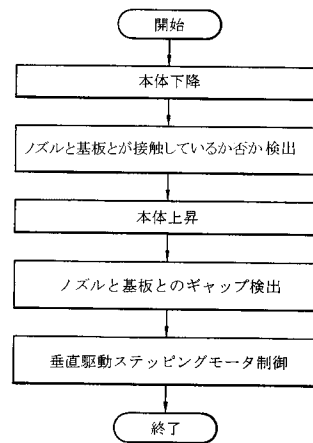 開始
本体下降
ノズルと基板とが接触しているか否か検出
本体上昇
ノズルと基板とのギャップ検出
垂直駆動ステッピングモータ制御
終了